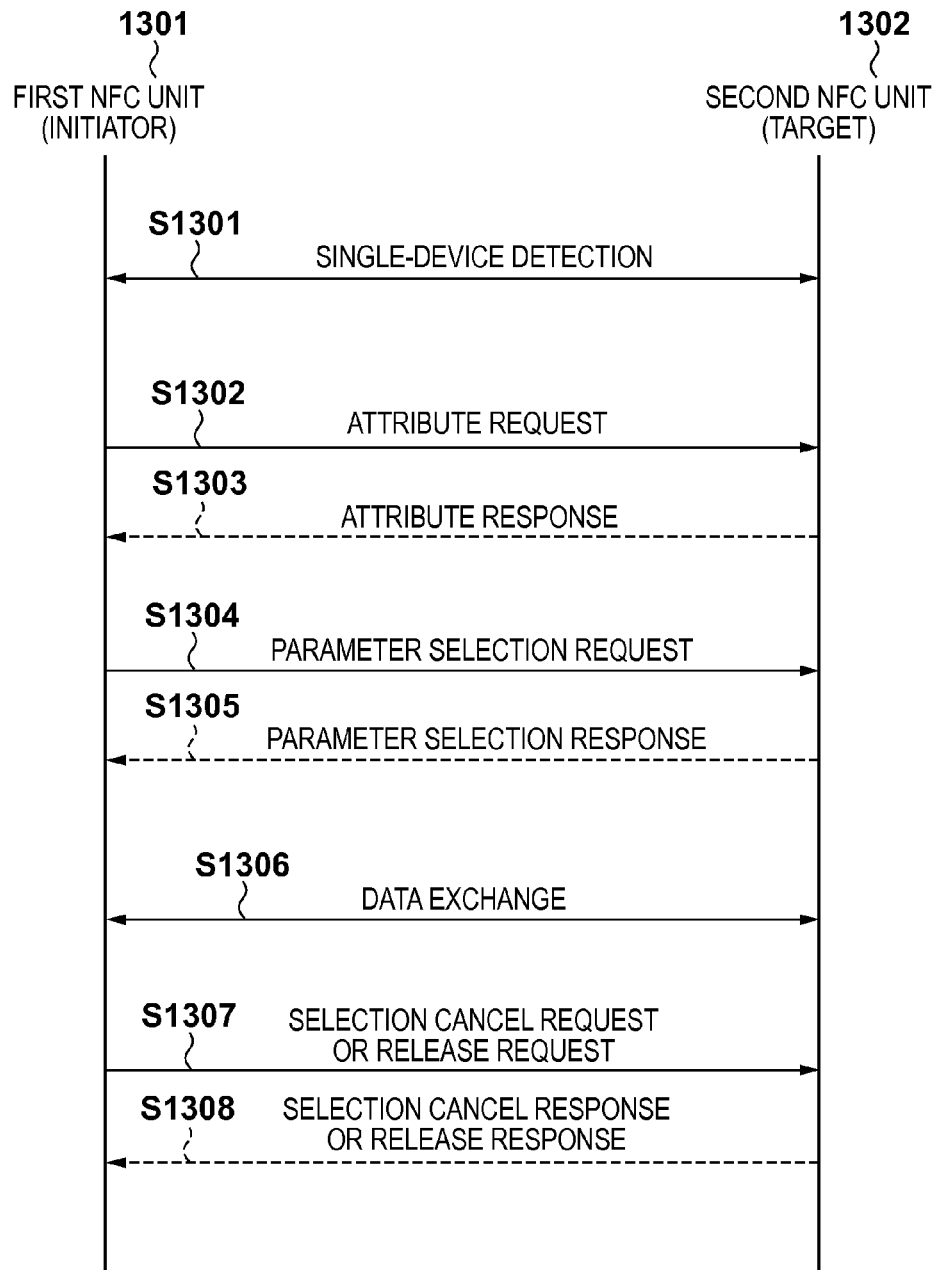 1301
1302
FIRST NFC UNIT
(INITIATOR)
SECOND NFC UNIT
(TARGET)
S1301
SINGLE-DEVICE DETECTION
S1302
ATTRIBUTE REQUEST
S1303
ATTRIBUTE RESPONSE
S1304
PARAMETER SELECTION REQUEST
S1305
PARAMETER SELECTION RESPONSE
S1306
DATA EXCHANGE
S1307
SELECTION CANCEL REQUEST
OR RELEASE REQUEST
S1308
SELECTION CANCEL RESPONSE
OR RELEASE RESPONSE